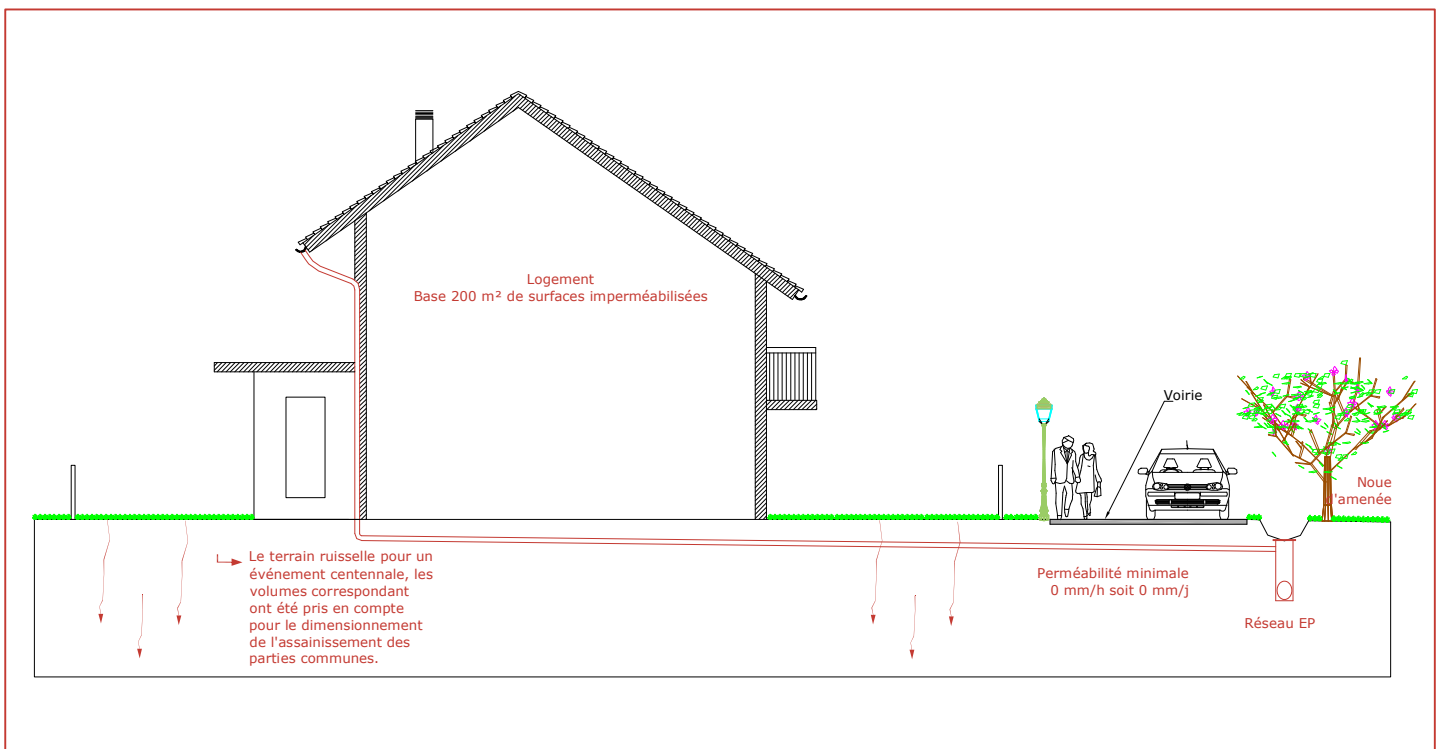 Logement
Base 200 m² de surfaces imperméabilisées
Voirie
Noue
'amenée
Le terrain ruisselle pour un
événement centennale, les
volumes correspondant
ont été pris en compte
pour le dimensionnement
de l'assainissement des
parties communes.
Perméabilité minimale
0 mm/h soit 0 mm/j
Réseau EP